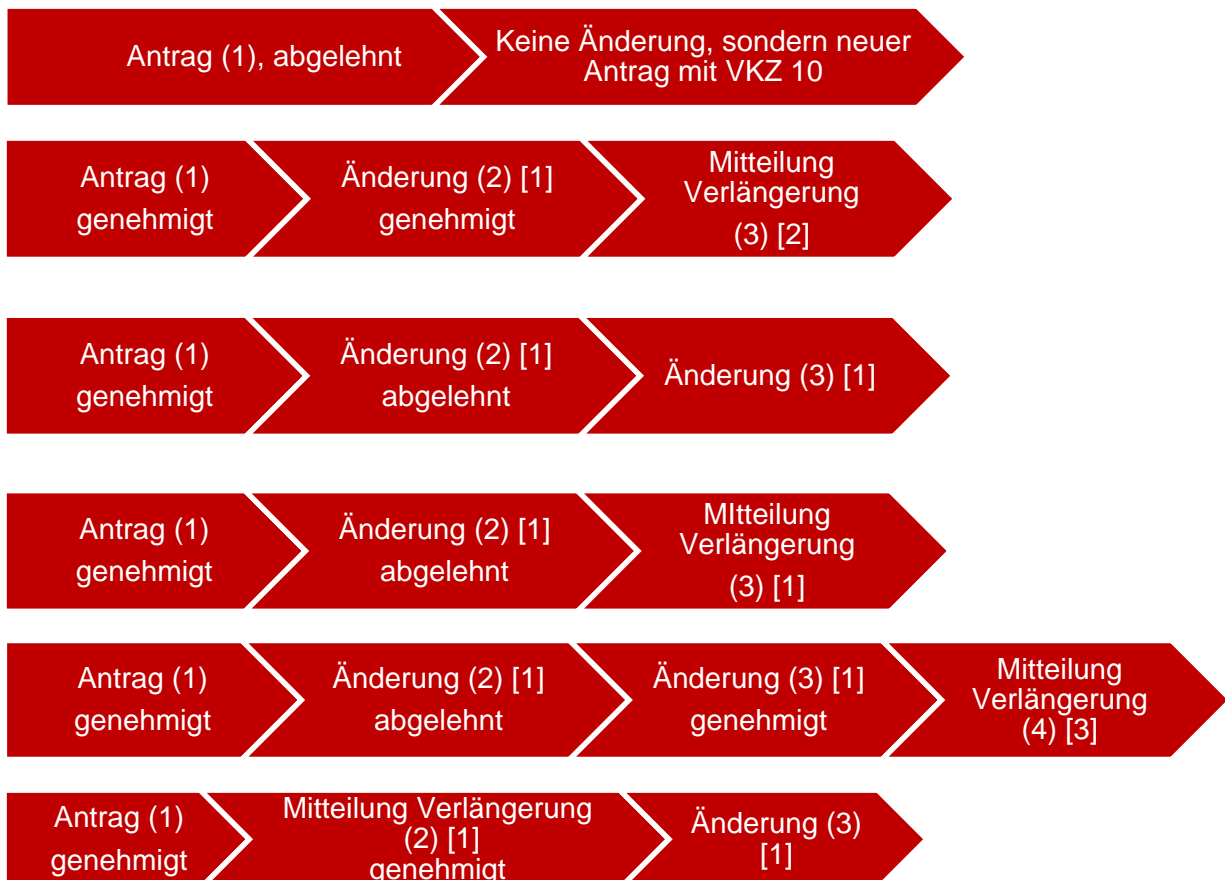 Antrag (1), abgelehnt
Keine Änderung, sondern neuer
Antrag mit VKZ 10
Antrag (1)
genehmigt
Änderung (2) [1]
genehmigt
Mitteilung
Verlängerung
(3) [2]
Antrag (1)
genehmigt
Änderung (2) [1]
abgelehnt
Änderung (3) [1]
Antrag (1)
genehmigt
Änderung (2) [1]
abgelehnt
MItteilung
Verlängerung
(3) [1]
Antrag (1)
genehmigt
Änderung (2) [1]
abgelehnt
Änderung (3) [1]
genehmigt
Mitteilung
Verlängerung
(4) [3]
Antrag (1)
genehmigt
Mitteilung Verlängerung
(2) [1]
genehmigt
Änderung (3)
[1]